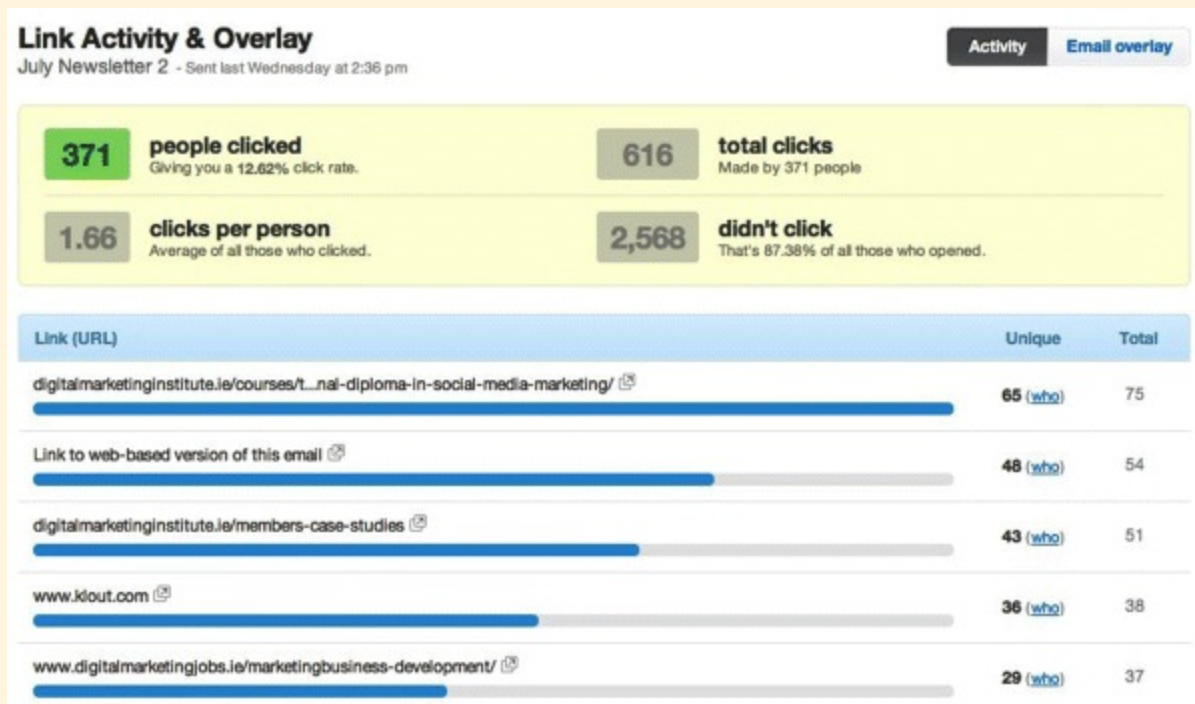 Link Activity & Overlay
July Newsletter 2 - Sent last Wednesday at 2:36 pm
Activity
Email overlay
371
people clicked
Giving you a 12.62% click rate.
616
total clicks
Made by 371 people
1.66
clicks per person
Average of all those who clicked.
2,568
didn't click
That's 87.38% of all those who opened.
Link (URL) Unique Total
digitalmarketinginstitute.ie/courses/t...nal-diploma-in-social-media-marketing/
65 (who) 75
Link to web-based version of this email
48 (who) 54
digitalmarketinginstitute.ie/members-case-studies
43 (who) 51
www.klout.com
36 (who) 38
www.digitalmarketingjobs.ie/marketingbusiness-development/
29 (who) 37